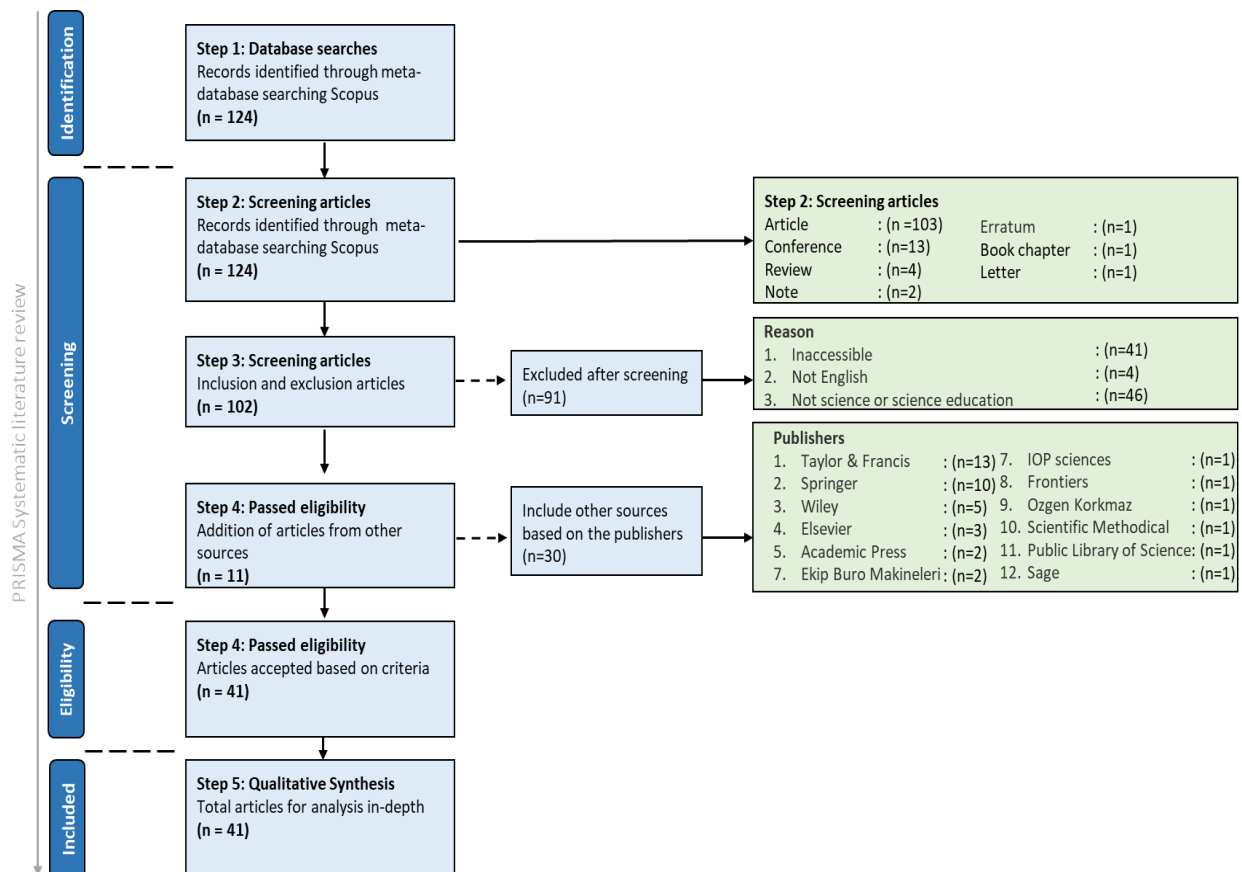 PRISMA Systematic literature review
Identification
Step 1: Database searches
Records identified through meta-
database searching Scopus
(n = 124)
Screening
Step 2: Screening articles
Records identified through meta-
database searching Scopus
(n = 124)
Step 2: Screening articles
Article : (n =103)
Conference : (n=13)
Review : (n=4)
Note : (n=2)
Erratum : (n=1)
Book chapter : (n=1)
Letter : (n=1)
Step 3: Screening articles
Inclusion and exclusion articles
(n = 102)
Excluded after screening
(n=91)
Reason
1. Inaccessible : (n=41)
2. Not English : (n=4)
3. Not science or science education : (n=46)
Step 4: Passed eligibility
Addition of articles from other
sources
(n = 11)
Include other sources
based on the publishers
(n=30)
Publishers
1. Taylor & Francis : (n=13)
2. Springer : (n=10)
3. Wiley : (n=5)
4. Elsevier : (n=3)
5. Academic Press : (n=2)
7. Ekip Buro Makineleri : (n=2)
7. IOP sciences : (n=1)
8. Frontiers : (n=1)
9. Ozgen Korkmaz : (n=1)
10. Scientific Methodical : (n=1)
11. Public Library of Science: (n=1)
12. Sage : (n=1)
Eligibility
Step 4: Passed eligibility
Articles accepted based on criteria
(n = 41)
Included
Step 5: Qualitative Synthesis
Total articles for analysis in-depth
(n = 41)